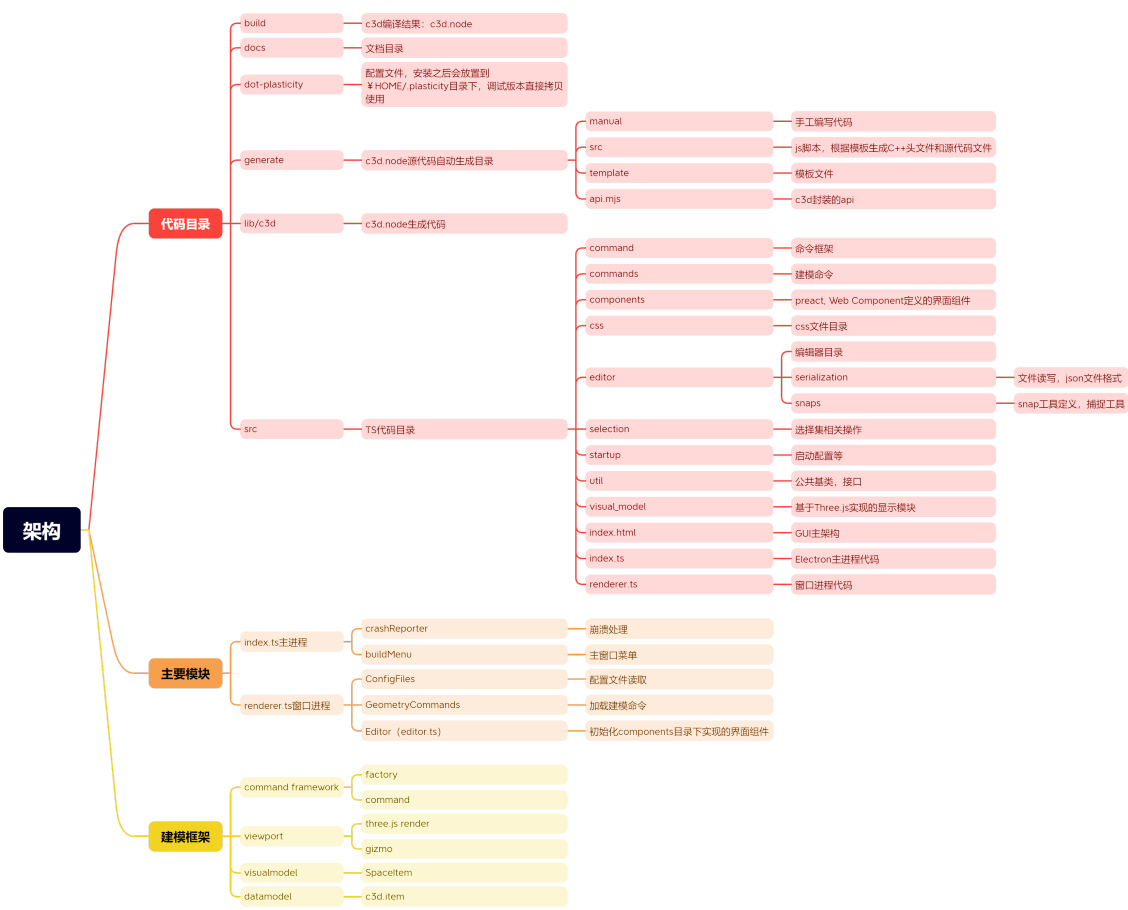 架构
代码目录
build
c3d编译结果：c3d.node
docs
文档目录
dot-plasticity
配置文件，安装之后会放置到
￥HOME/.plasticity目录下，调试版本直接拷贝
使用
generate
c3d.node源代码自动生成目录
manual
手工编写代码
src
js脚本，根据模板生成C++头文件和源代码文件
template
模板文件
api.mjs
c3d封装的api
lib/c3d
c3d.node生成代码
src
TS代码目录
command
命令框架
commands
建模命令
components
preact, Web Component定义的界面组件
css
css文件目录
editor
编辑器目录
serialization
文件读写，json文件格式
snaps
snap工具定义，捕捉工具
selection
选择集相关操作
startup
启动配置等
util
公共基类，接口
visual_model
基于Three.js实现的显示模块
index.html
GUI主架构
index.ts
Electron主进程代码
renderer.ts
窗口进程代码
主要模块
index.ts主进程
crashReporter
崩溃处理
buildMenu
主窗口菜单
renderer.ts窗口进程
ConfigFiles
配置文件读取
GeometryCommands
加载建模命令
Editor（editor.ts）
初始化components目录下实现的界面组件
建模框架
command framework
factory
command
viewport
three.js render
gizmo
visualmodel
SpaceItem
datamodel
c3d.item